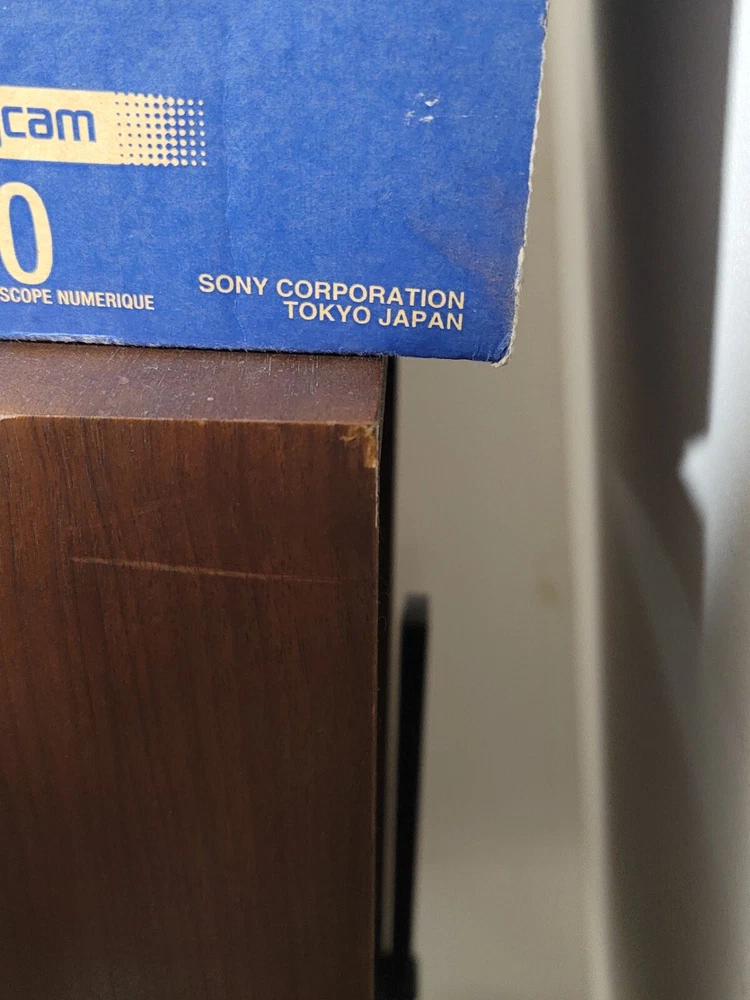 cam
0
SCOPE NUMERIQUE
SONY CORPORATION
TOKYO JAPAN